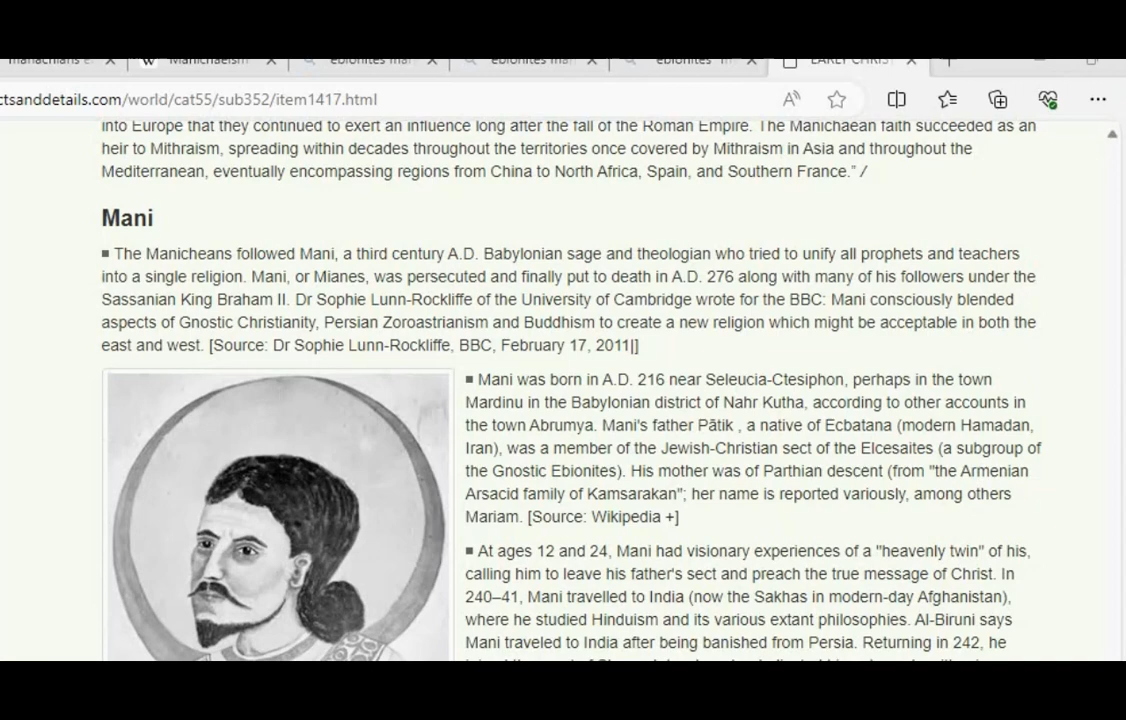 manachians e
Manichaeism
ebionites mar
ebionites ma
ebionites
EARLY CHRIS
ctsanddetails.com/world/cat55/sub352/item1417.html
into Europe that they continued to exert an influence long after the fall of the Roman Empire. The Manichaean faith succeeded as an
heir to Mithraism, spreading within decades throughout the territories once covered by Mithraism in Asia and throughout the
Mediterranean, eventually encompassing regions from China to North Africa, Spain, and Southern France.” /
Mani
■ The Manicheans followed Mani, a third century A.D. Babylonian sage and theologian who tried to unify all prophets and teachers
into a single religion. Mani, or Mianes, was persecuted and finally put to death in A.D. 276 along with many of his followers under the
Sassanian King Braham II. Dr Sophie Lunn-Rockliffe of the University of Cambridge wrote for the BBC: Mani consciously blended
aspects of Gnostic Christianity, Persian Zoroastrianism and Buddhism to create a new religion which might be acceptable in both the
east and west. [Source: Dr Sophie Lunn-Rockliffe, BBC, February 17, 2011|]
■ Mani was born in A.D. 216 near Seleucia-Ctesiphon, perhaps in the town
Mardinu in the Babylonian district of Nahr Kutha, according to other accounts in
the town Abrumya. Mani's father Pātik , a native of Ecbatana (modern Hamadan,
Iran), was a member of the Jewish-Christian sect of the Elcesaites (a subgroup of
the Gnostic Ebionites). His mother was of Parthian descent (from "the Armenian
Arsacid family of Kamsarakan"; her name is reported variously, among others
Mariam. [Source: Wikipedia +]
■ At ages 12 and 24, Mani had visionary experiences of a "heavenly twin" of his,
calling him to leave his father's sect and preach the true message of Christ. In
240–41, Mani travelled to India (now the Sakhas in modern-day Afghanistan),
where he studied Hinduism and its various extant philosophies. Al-Biruni says
Mani traveled to India after being banished from Persia. Returning in 242, he